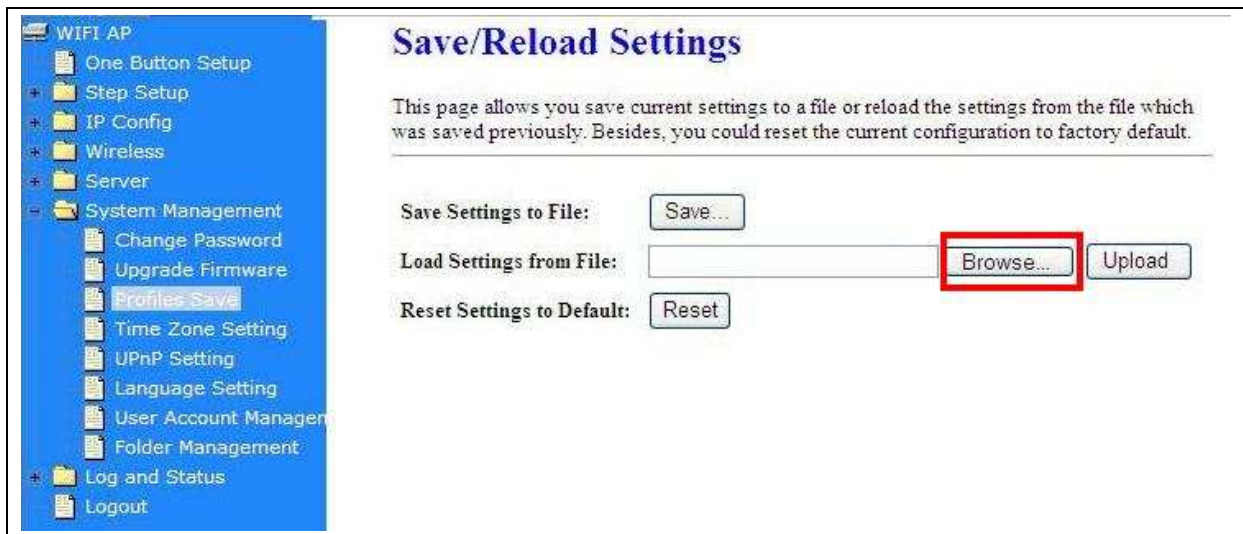 WIFI AP
One Button Setup
Step Setup
IP Config
Wireless
Server
System Management
Change Password
Upgrade Firmware
Profiles Save
Time Zone Setting
UPnP Setting
Language Setting
User Account Managen
Folder Management
Log and Status
Logout
Save/Reload Settings
This page allows you save current settings to a file or reload the settings from the file which
was saved previously. Besides, you could reset the current configuration to factory default.
Save Settings to File: Save...
Load Settings from File: Browse... Upload
Reset Settings to Default: Reset